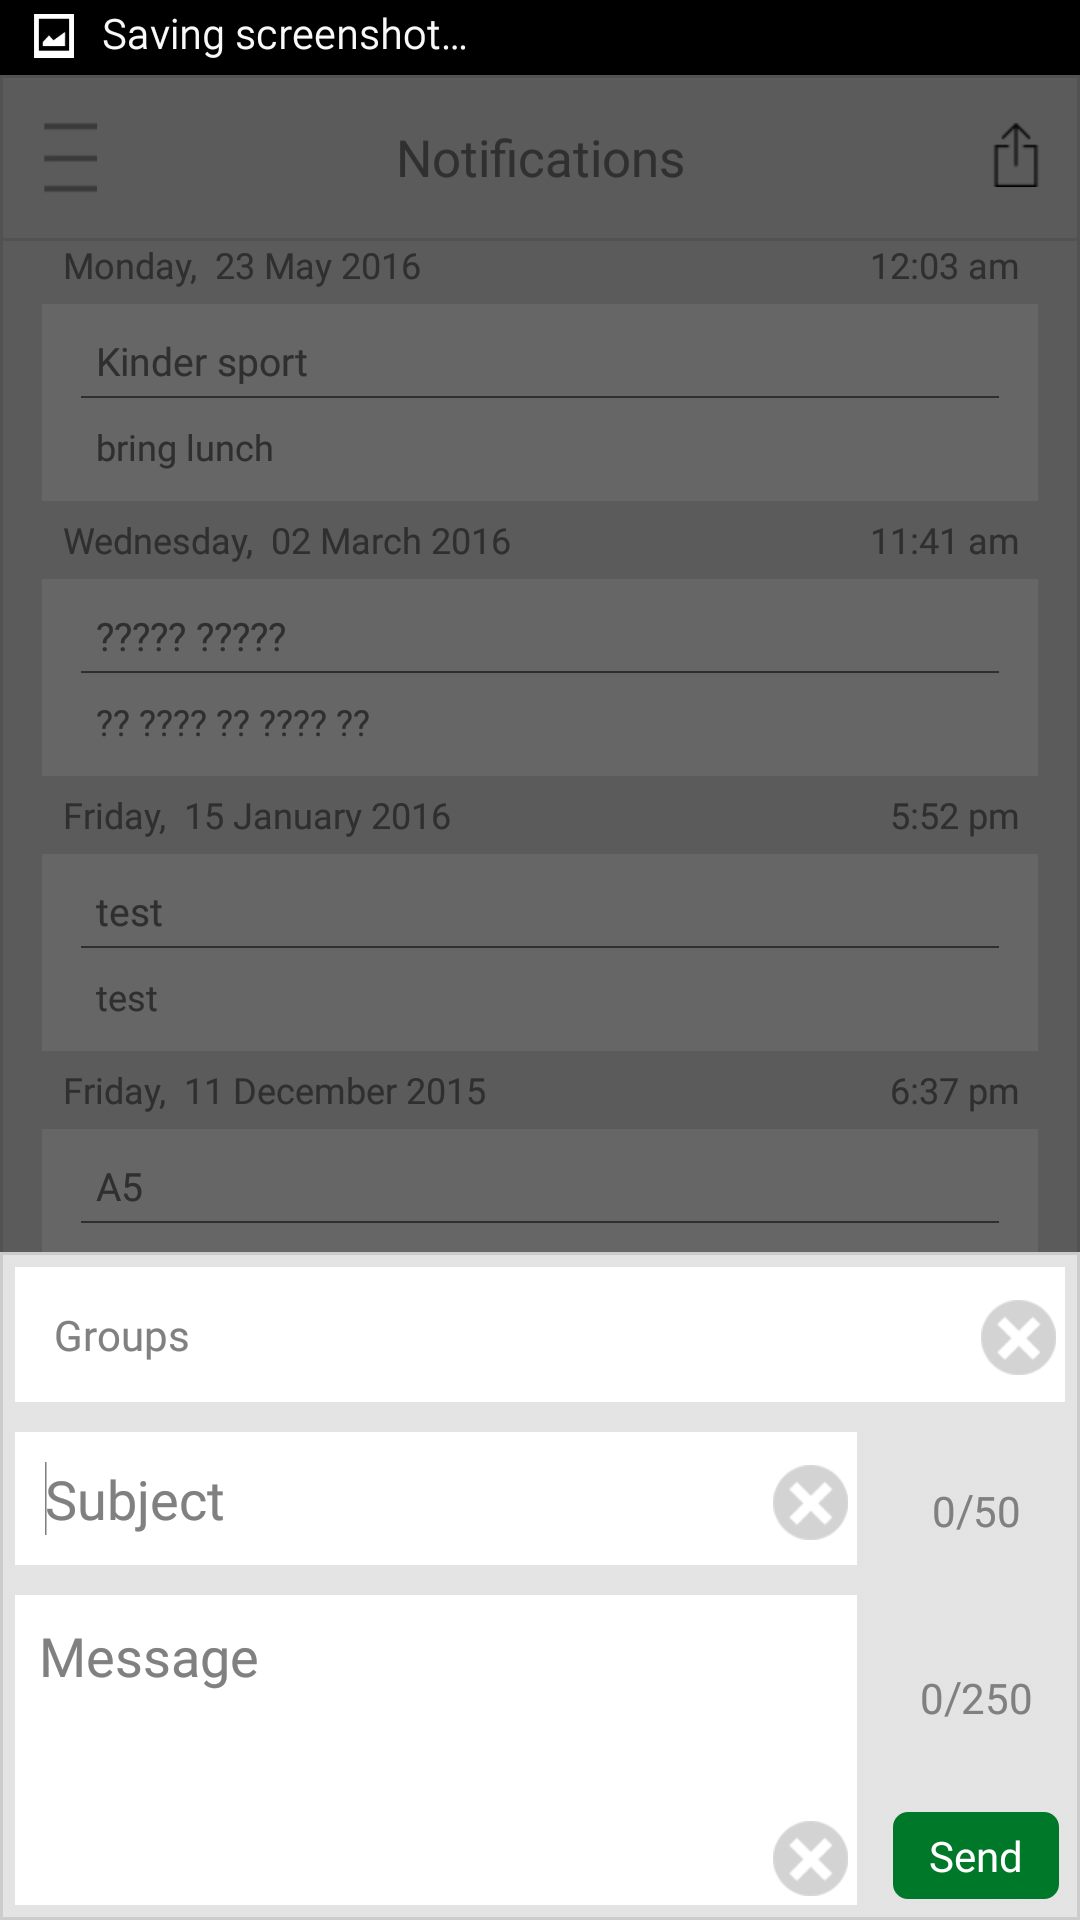 Saving screenshot...
Notifications
Monday, 23 May 2016 12:03 am
Kinder sport
bring lunch
Wednesday, 02 March 2016 11:41 am
????? ?????
?? ???? ?? ???? ??
Friday, 15 January 2016 5:52 pm
test
test
Friday, 11 December 2015 6:37 pm
A5
Groups
Subject 0/50
Message
0/250
Send